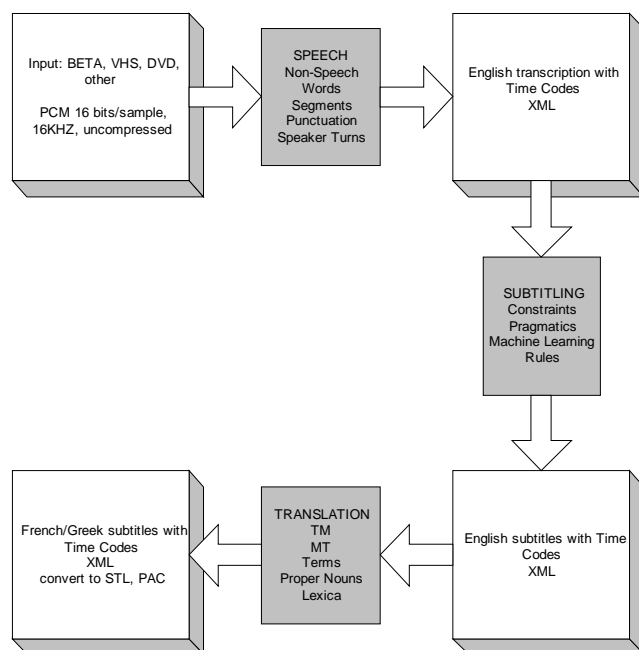 Input: BETA, VHS, DVD,
other
PCM 16 bits/sample,
16KHZ, uncompressed
SPEECH
Non-Speech
Words
Segments
Punctuation
Speaker Turns
English transcription with
Time Codes
XML
SUBTITLING
Constraints
Pragmatics
Machine Learning
Rules
English subtitles with Time
Codes
XML
TRANSLATION
TM
MT
Terms
Proper Nouns
Lexica
French/Greek subtitles with
Time Codes
XML
convert to STL, PAC